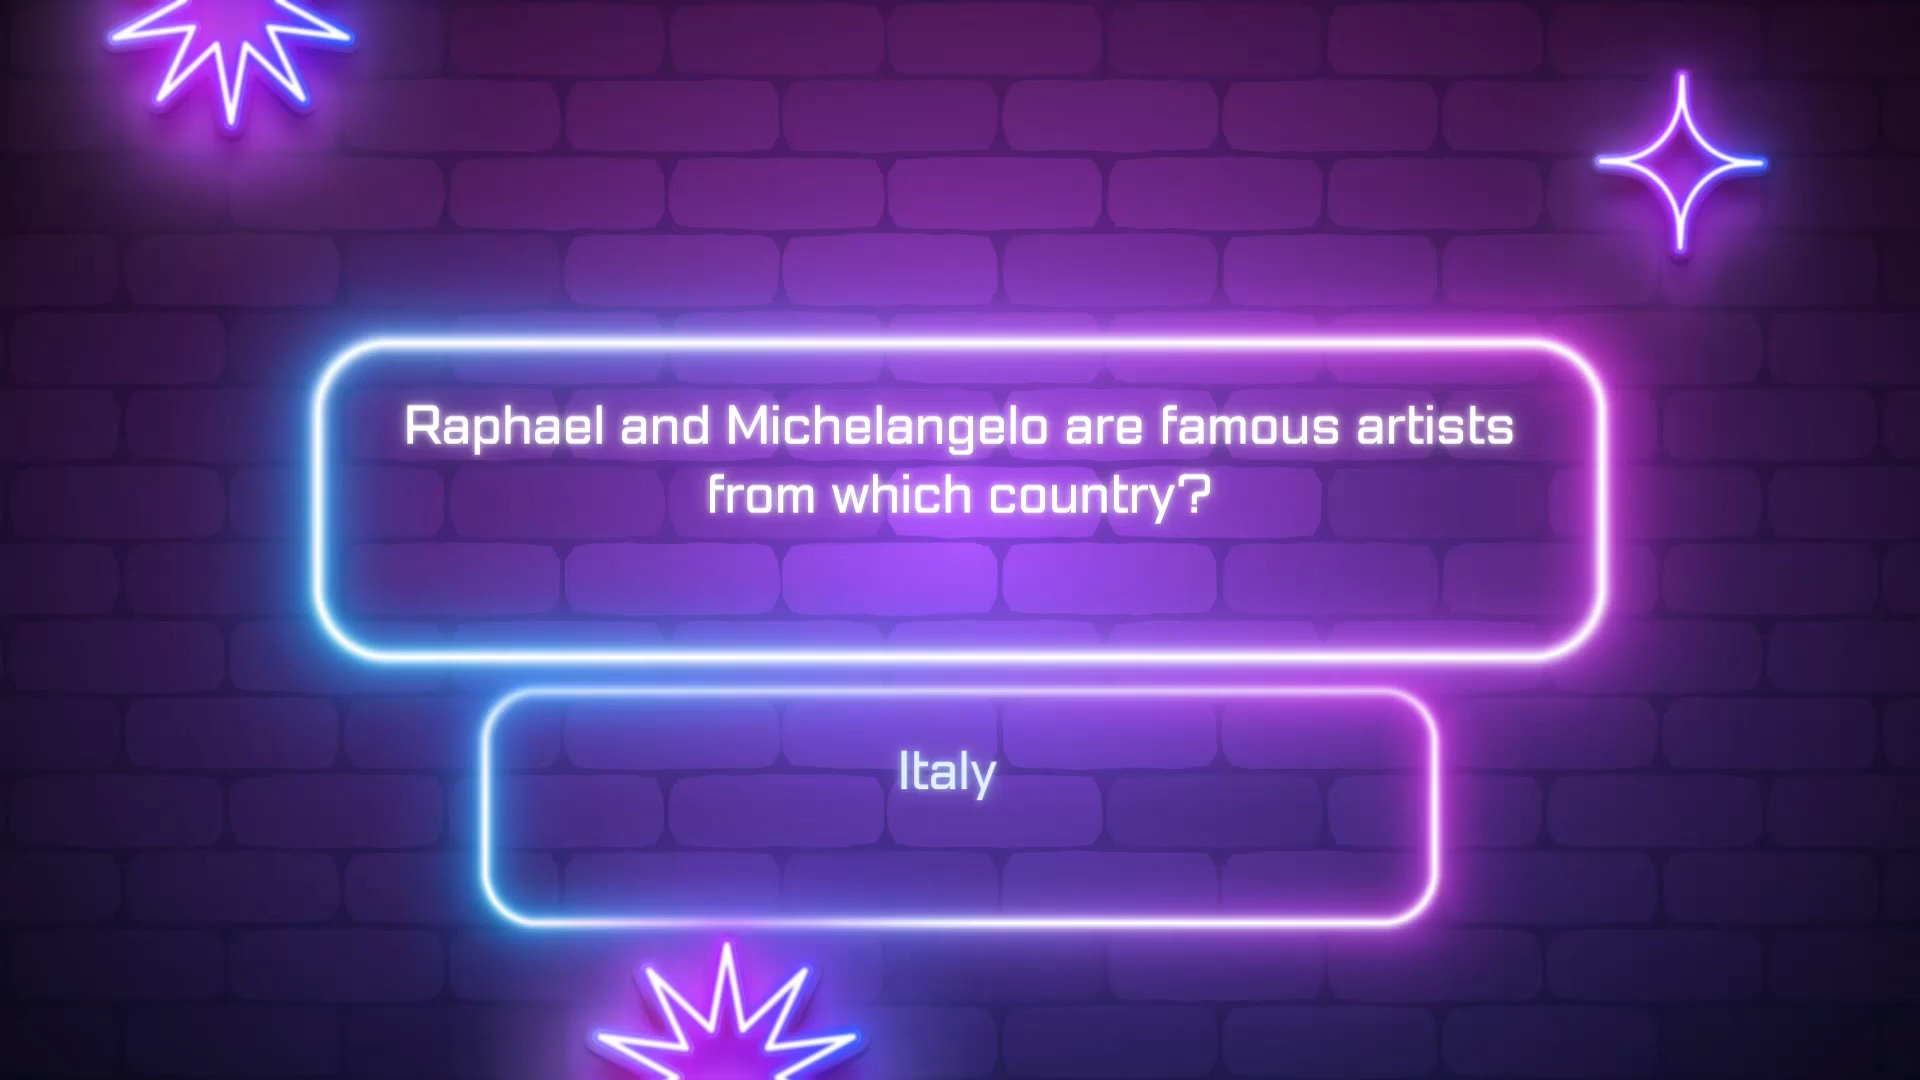 Raphael and Michelangelo are famous artists
from which country?
Italy